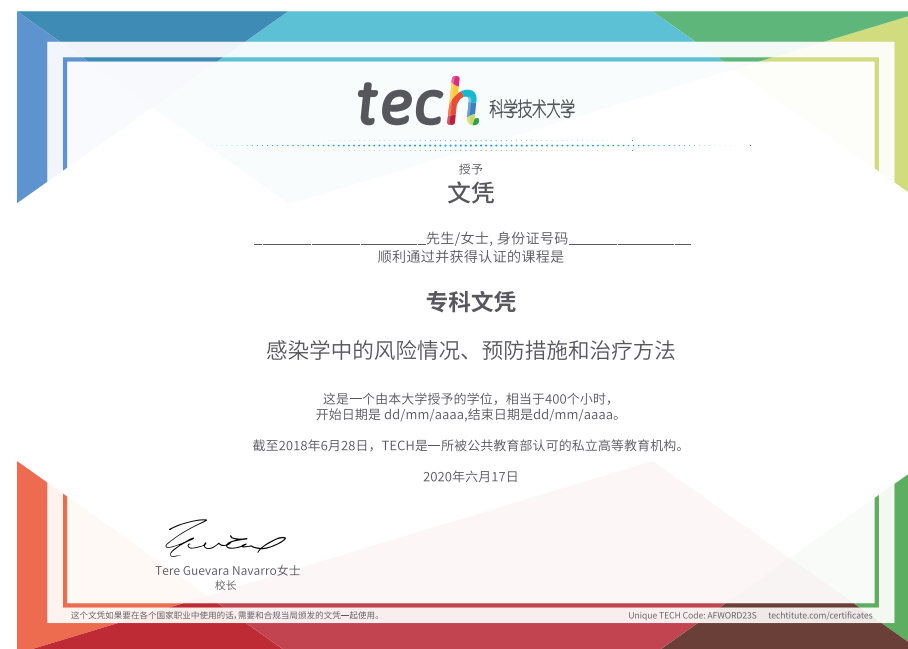 tech 科学技术大学
授予
文凭
_______________________先生/女士, 身份证号码________________
顺利通过并获得认证的课程是
专科文凭
感染学中的风险情况、预防措施和治疗方法
这是一个由本大学授予的学位，相当于400个小时，
开始日期是 dd/mm/aaaa,结束日期是dd/mm/aaaa。
截至2018年6月28日，TECH是一所被公共教育部认可的私立高等教育机构。
2020年六月17日
Tere Guevara Navarro女士
校长
这个文凭如果要在各个国家职业中使用的话,需要和合规当局颁发的文凭一起使用。
Unique TECH Code: AFWORD23S techtitute.com/certificates